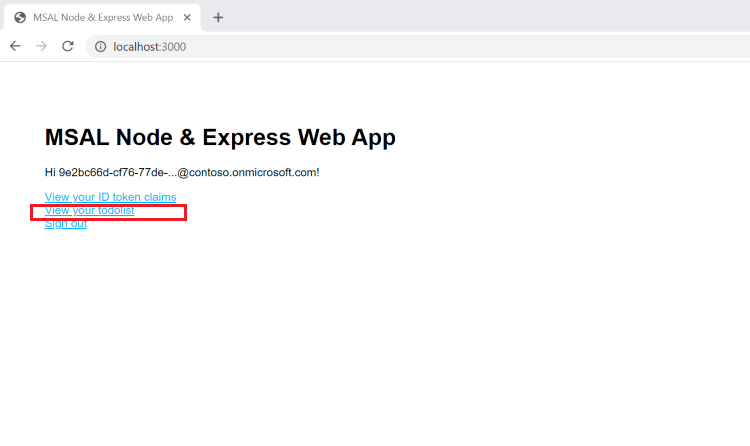 MSAL Node & Express Web App
localhost:3000
MSAL Node & Express Web App
Hi 9e2bc66d-cf76-77de-...@contoso.onmicrosoft.com!
View your ID token claims
View your todolist
Sign out